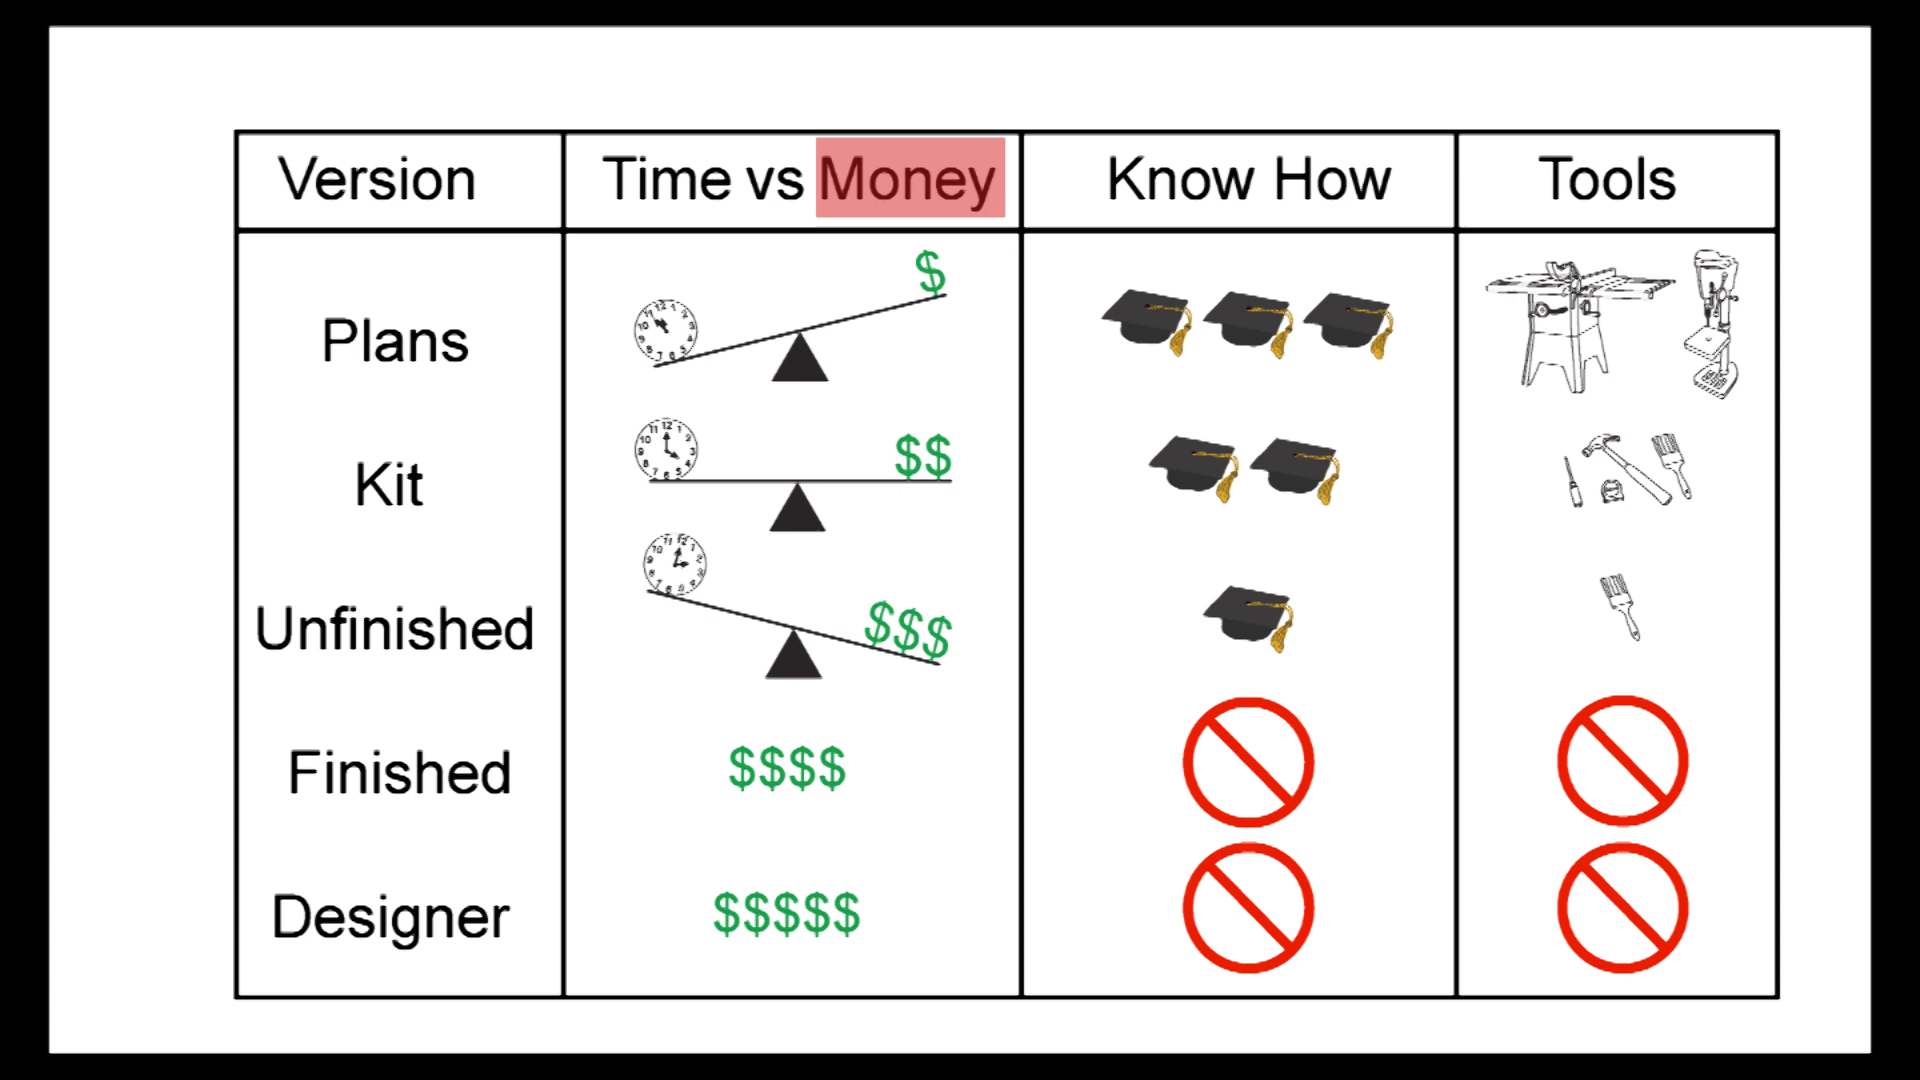 Version Time vs Money Know How Tools
Plans $
Kit $$
Unfinished $$$
Finished $$$$
Designer $$$$$